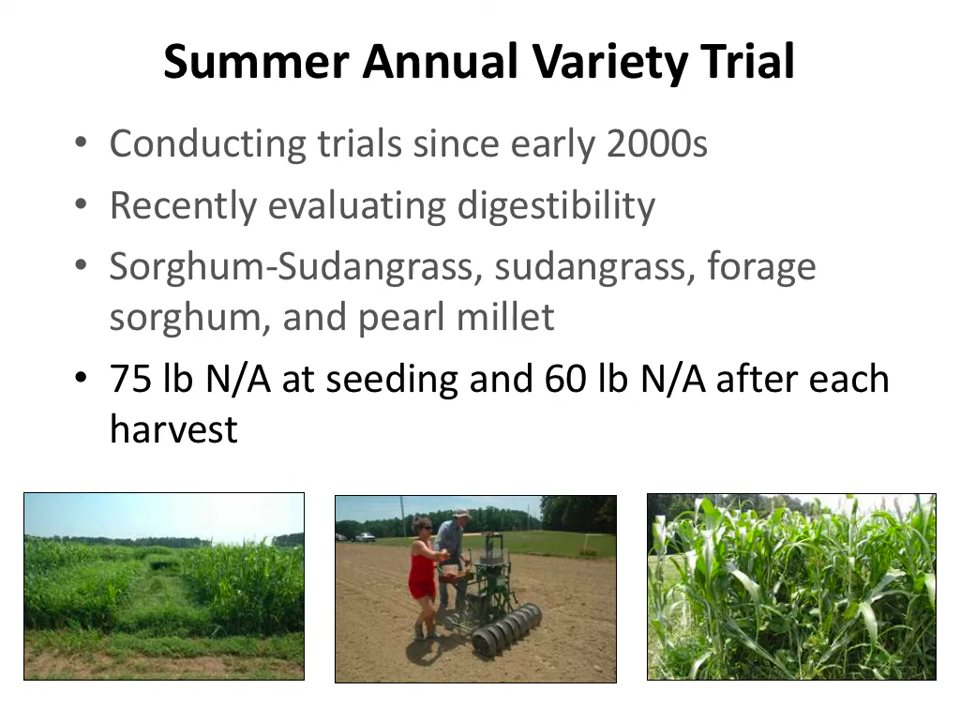 Summer Annual Variety Trial
• Conducting trials since early 2000s
• Recently evaluating digestibility
• Sorghum-Sudangrass, sudangrass, forage
sorghum, and pearl millet
• 75 lb N/A at seeding and 60 lb N/A after each
harvest